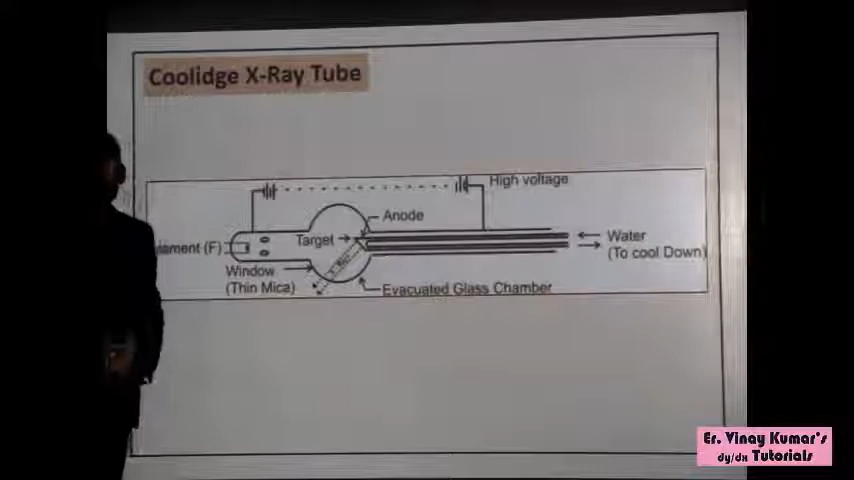 Coolidge X-Ray Tube
High voltage
Anode
Target
Water
(To cool Down)
ament (F)
Window
(Thin Mica)
Evacuated Glass Chamber
Er. Vinay Kumar's
dy/dx Tutorials